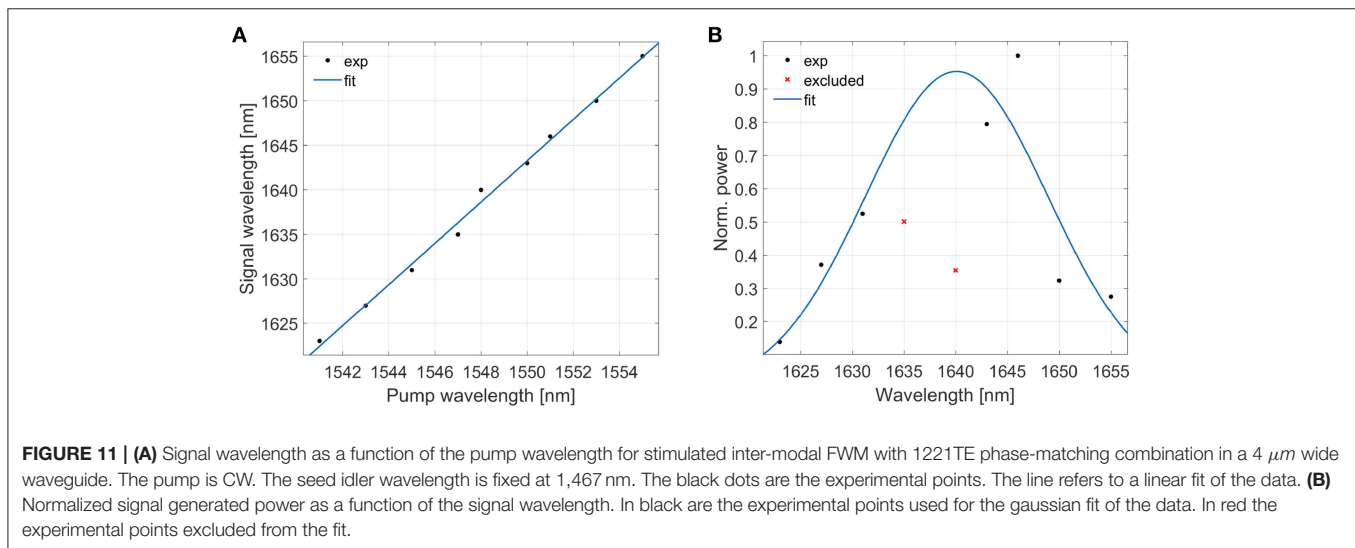 A
B
exp
fit
1655
1650
1645
1640
1635
1630
1625
Signal wavelength [nm]
1542 1544 1546 1548 1550 1552 1554
Pump wavelength [nm]
exp
excluded
fit
1
0.9
0.8
0.7
0.6
0.5
0.4
0.3
0.2
Norm. power
1625 1630 1635 1640 1645 1650 1655
Wavelength [nm]
FIGURE 11 | (A) Signal wavelength as a function of the pump wavelength for stimulated inter-modal FWM with 1221TE phase-matching combination in a 4 μm wide
waveguide. The pump is CW. The seed idler wavelength is fixed at 1,467 nm. The black dots are the experimental points. The line refers to a linear fit of the data. (B)
Normalized signal generated power as a function of the signal wavelength. In black are the experimental points used for the gaussian fit of the data. In red the
experimental points excluded from the fit.